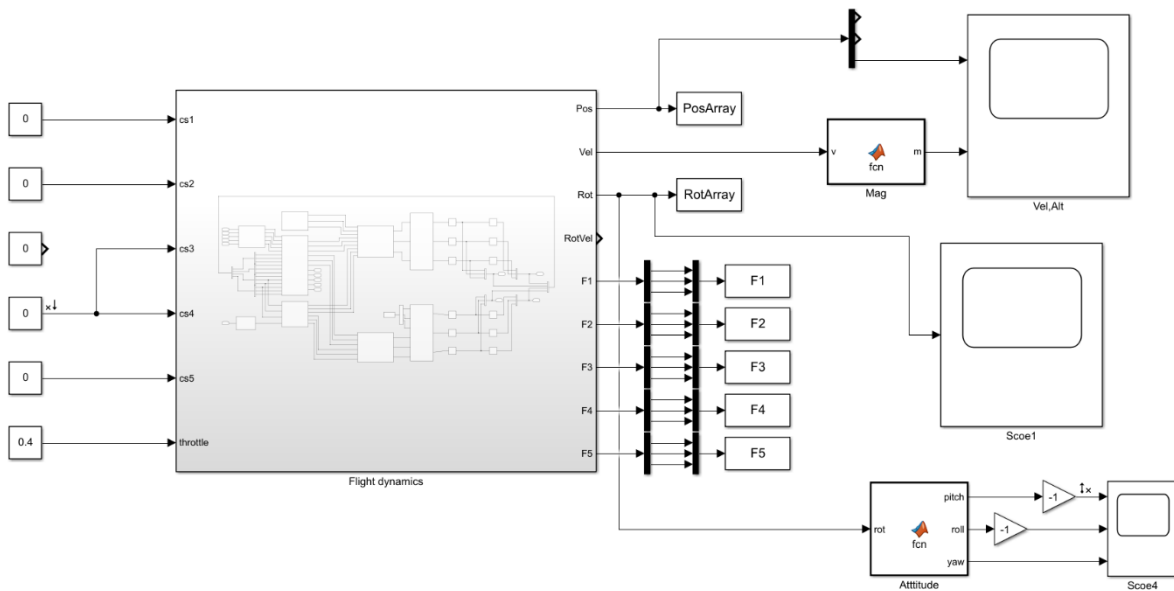 0
cs1
0
cs2
0
cs3
0
cs4
0
cs5
0.4
throttle
Flight dynamics
Pos
Vel
Rot
RotVel
F1
F2
F3
F4
F5
PosArray
RotArray
F1
F2
F3
F4
F5
v
fcn
m
Mag
Vel,Alt
Scoe1
rot
fcn
pitch
roll
yaw
Atttitude
-1
-1
Scoe4